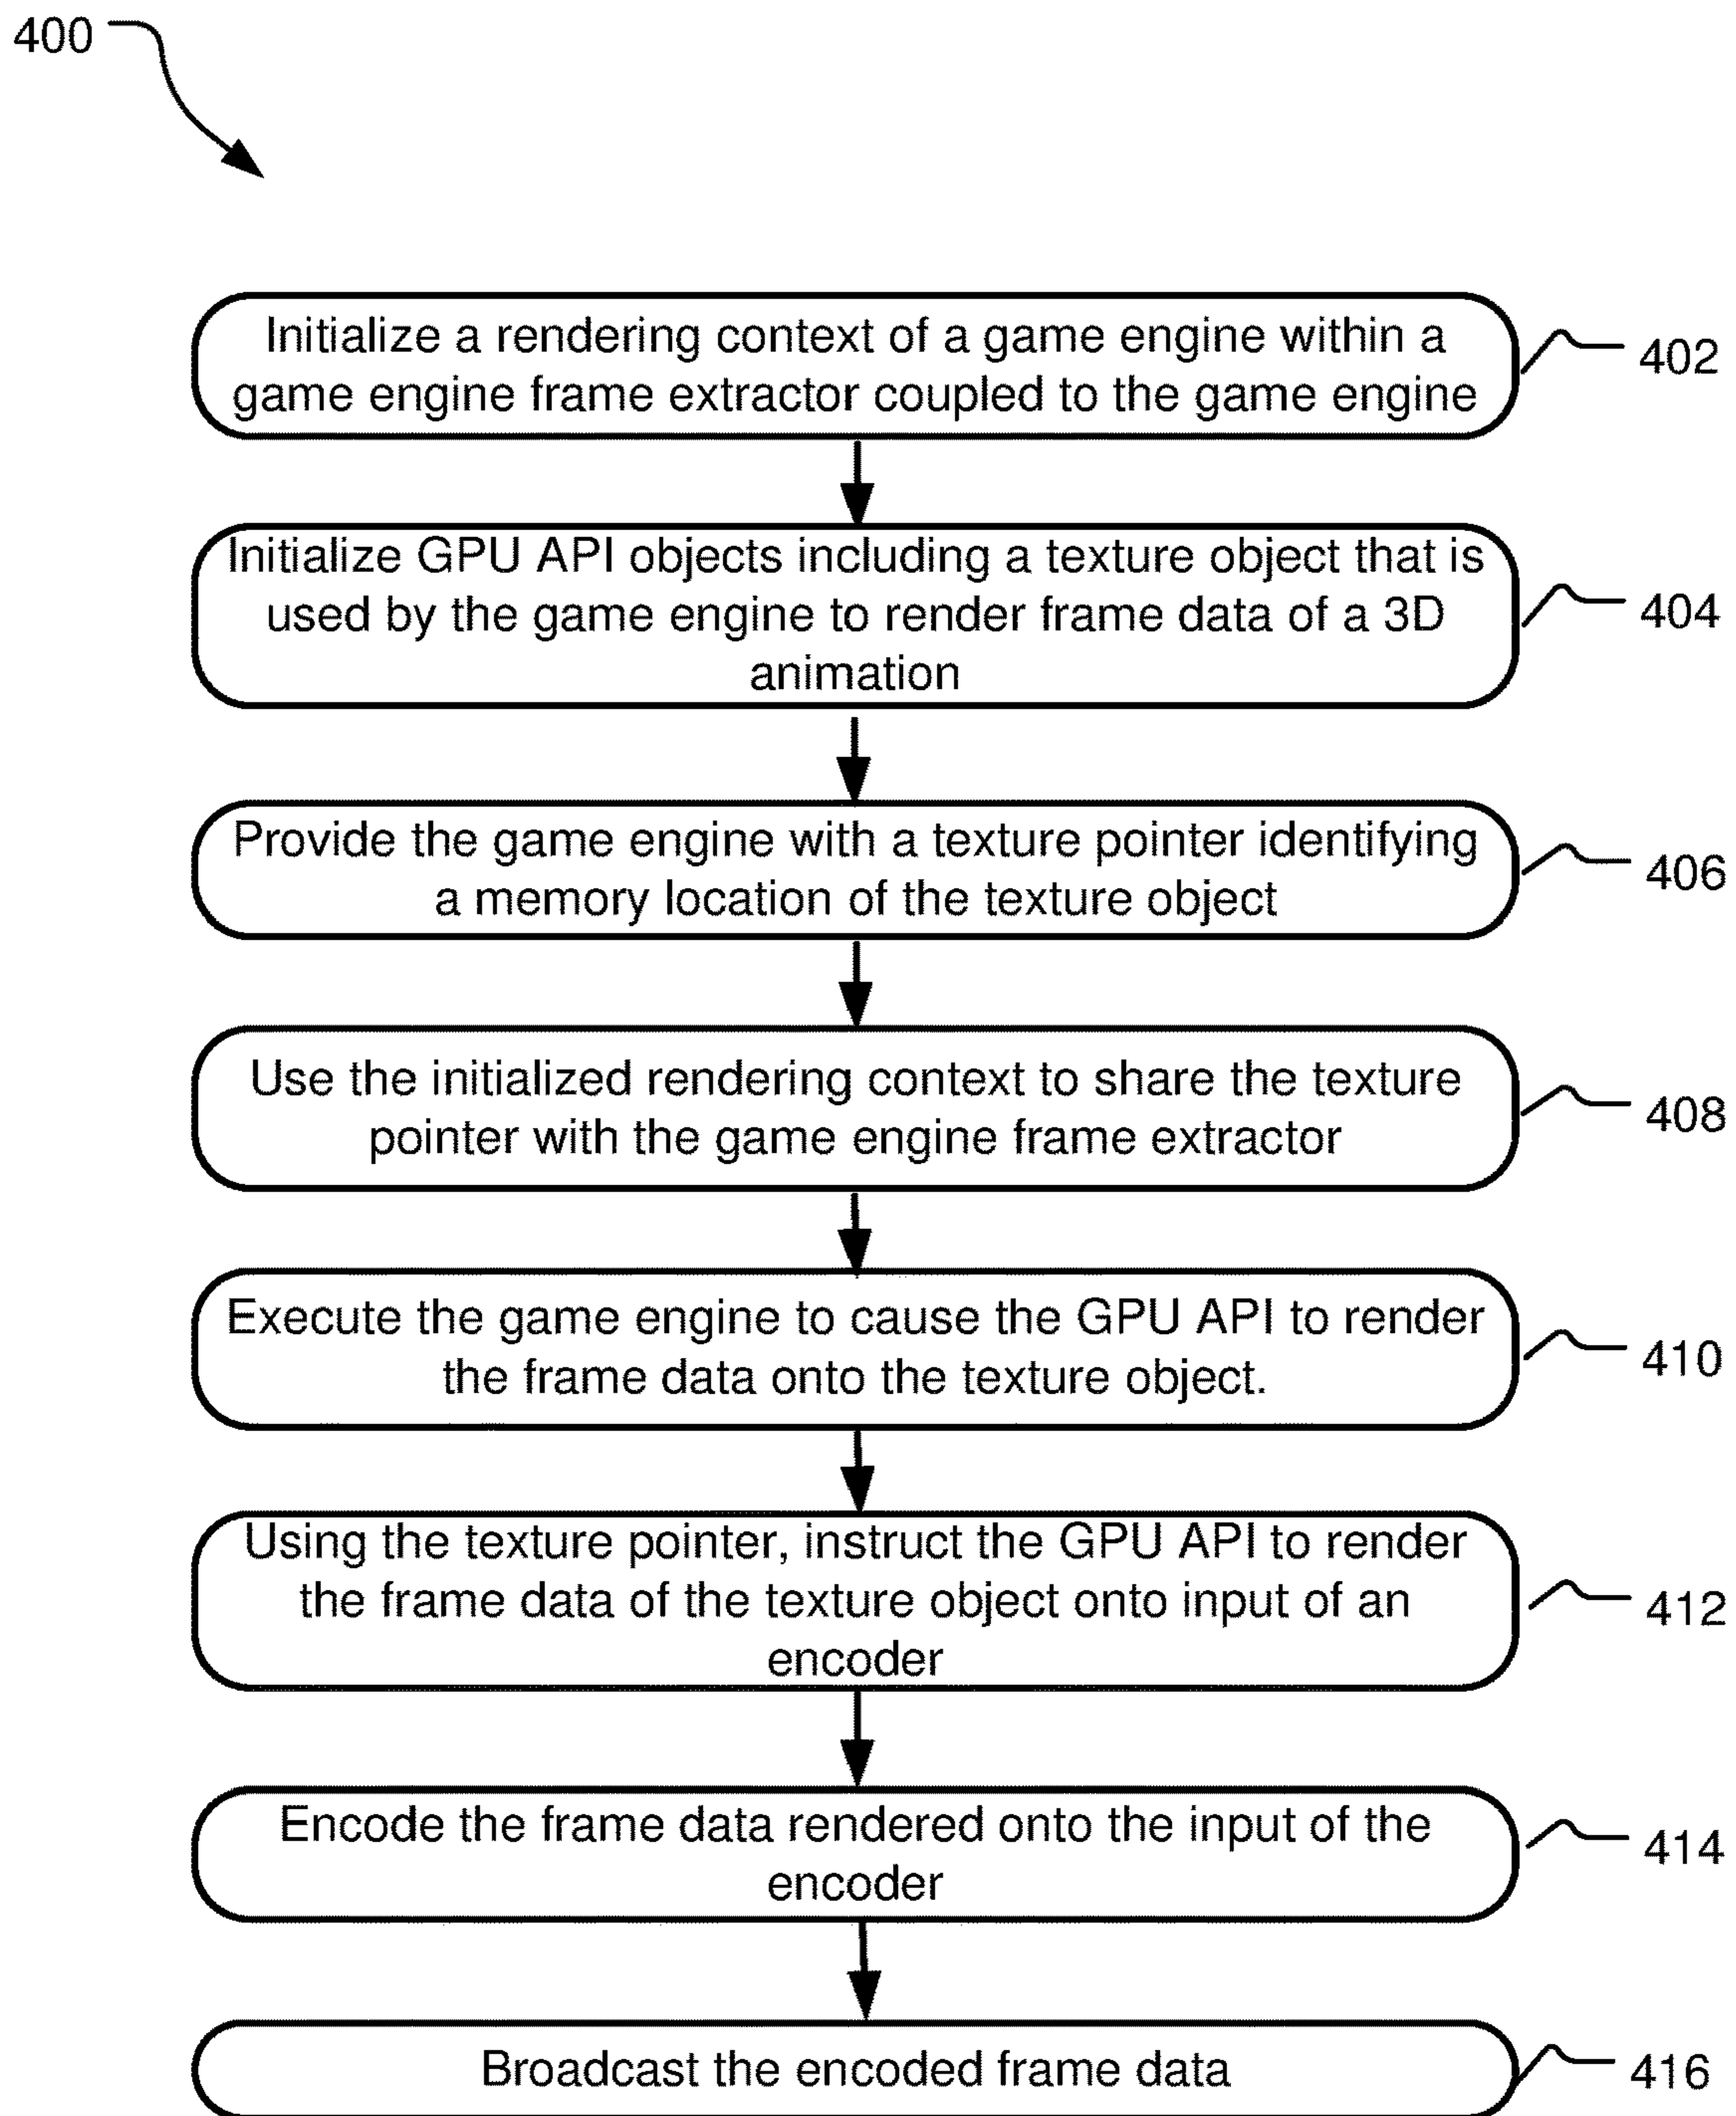 400
Initialize a rendering context of a game engine within a
game engine frame extractor coupled to the game engine
402
Initialize GPU API objects including a texture object that is
used by the game engine to render frame data of a 3D
animation
404
Provide the game engine with a texture pointer identifying
a memory location of the texture object
406
Use the initialized rendering context to share the texture
pointer with the game engine frame extractor
408
Execute the game engine to cause the GPU API to render
the frame data onto the texture object.
410
Using the texture pointer, instruct the GPU API to render
the frame data of the texture object onto input of an
encoder
412
Encode the frame data rendered onto the input of the
encoder
414
Broadcast the encoded frame data
416